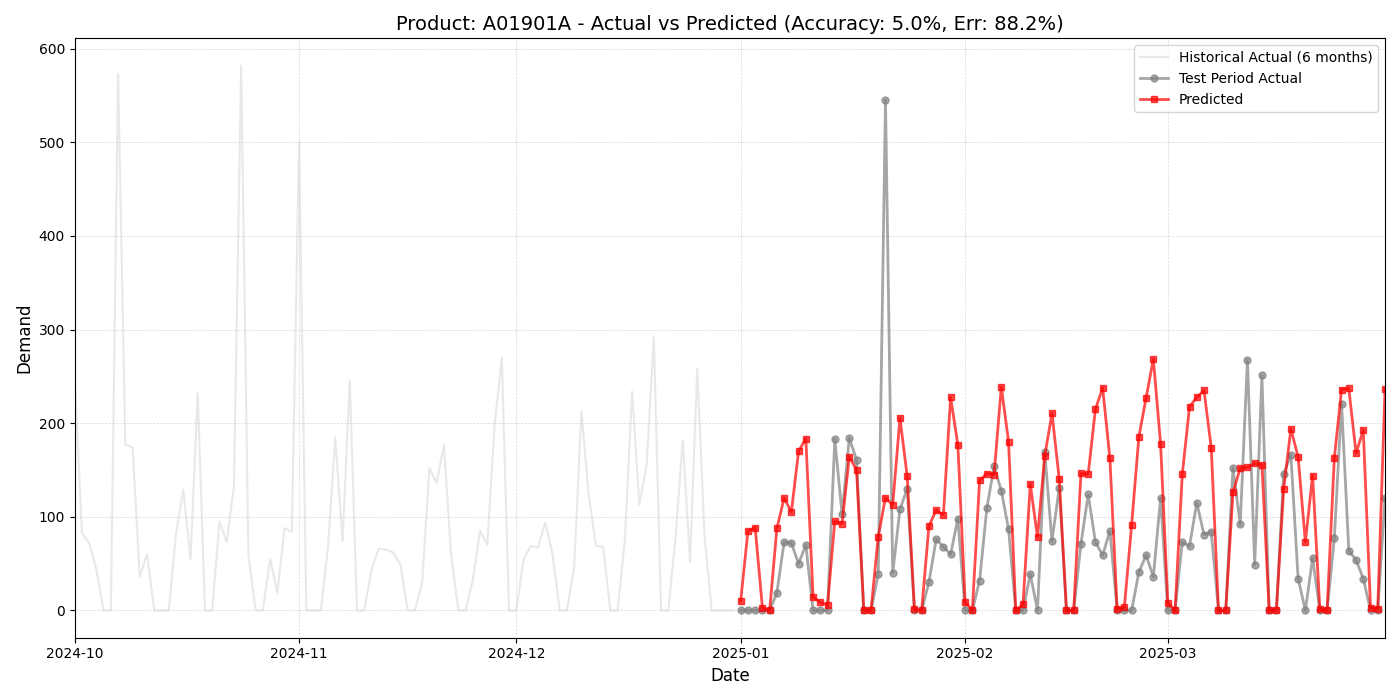 Product: A01901A - Actual vs Predicted (Accuracy: 5.0%, Err: 88.2%)
Historical Actual (6 months)
Test Period Actual
Predicted
600
500
400
300
200
100
0
Demand
2024-10
2024-11
2024-12
2025-01
2025-02
2025-03
Date